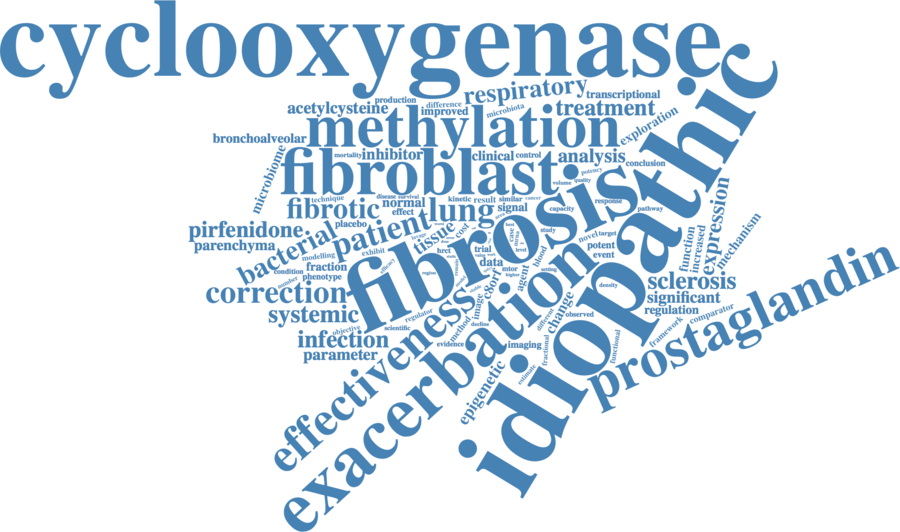 cyclooxygenase
idiopathic
respiratory
transcriptional
production
acetylcysteine
difference
improved
microbiota
treatment
exploration
bronchoalveolar
methylation
microbiome
mortality
inhibitor
clinical
control
analysis
conclusion
fibroblast
potency
volume
quality
technique
disease
survival
kinetic
result
similar
cancer
fibrotic
normal
lung
signal
capacity
response
pathway
effect
placebo
pirfenidone
patient
tissue
cost
fibrosis
study
novel
target
parenchyma
bacterial
modelling
exhibit
hrct
trial
data
blood
potent
event
function
increased
expression
mechanism
condition
fraction
phenotype
number
efficacy
region
mtor
higher
setting
agent
c8orf
density
sclerosis
correction
significant
systemic
regulator
image
change
observed
regulation
comparator
framework
objective
scientific
decline
method
infection
evidence
imaging
different
functional
fractional
parameter
effectiveness
estimate
epigenetic
exacerbation
prostaglandin